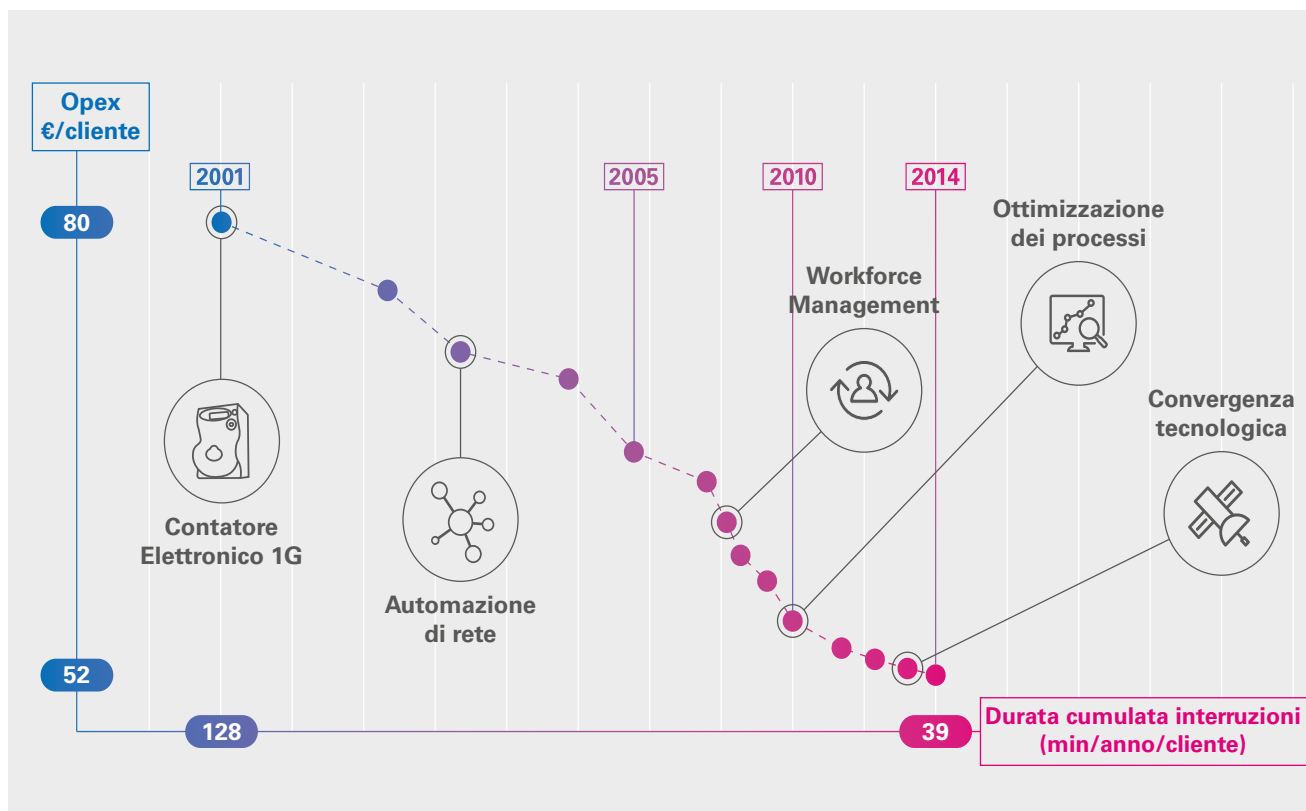 Opex
€/cliente
2001
2005
2010
2014
80
Ottimizzazione
dei processi
Workforce
Management
Convergenza
tecnologica
Contatore
Elettronico 1G
Automazione
di rete
52
128
39
Durata cumulata interruzioni
(min/anno/cliente)